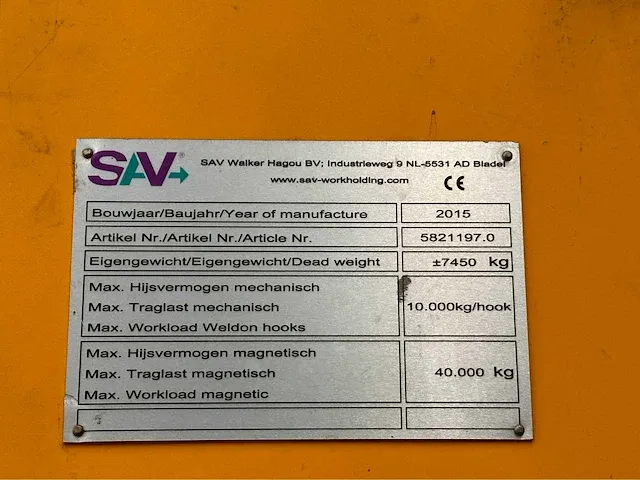 SAV®
SAV Walker Hagou BV; Industrieweg 9 NL-5531 AD Bladel
www.sav-workholding.com CE
Bouwjaar/Baujahr/Year of manufacture 2015
Artikel Nr./Artikel Nr./Article Nr. 5821197.0
Eigengewicht/Eigengewicht/Dead weight ±7450 kg
Max. Hijsvermogen mechanisch
Max. Traglast mechanisch 10.000kg/hook
Max. Workload Weldon hooks
Max. Hijsvermogen magnetisch
Max. Traglast magnetisch 40.000 kg
Max. Workload magnetic